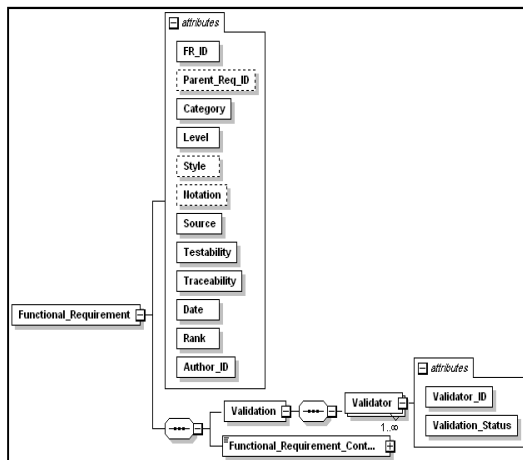 attributes
FR_ID
Parent_Req_ID
Category
Level
Style
Notation
Source
Testability
Traceability
Date
Rank
Author_ID
Functional_Requirement
Validation
Validator
1..∞
attributes
Validator_ID
Validation_Status
Functional_Requirement_Cont...